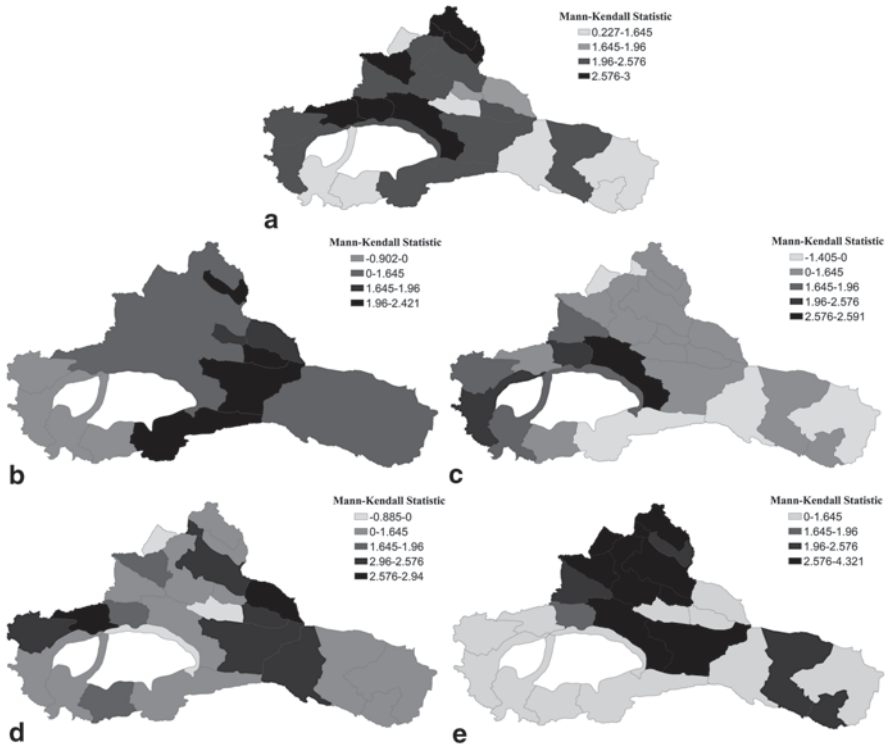 Mann-Kendall Statistic
0.227-1.645
1.645-1.96
1.96-2.576
2.576-3
a
Mann-Kendall Statistic
-0.902-0
0-1.645
1.645-1.96
1.96-2.421
b
Mann-Kendall Statistic
-1.405-0
0-1.645
1.645-1.96
1.96-2.576
2.576-2.591
c
Mann-Kendall Statistic
-0.885-0
0-1.645
1.645-1.96
2.96-2.576
2.576-2.94
d
Mann-Kendall Statistic
0-1.645
1.645-1.96
1.96-2.576
2.576-4.321
e